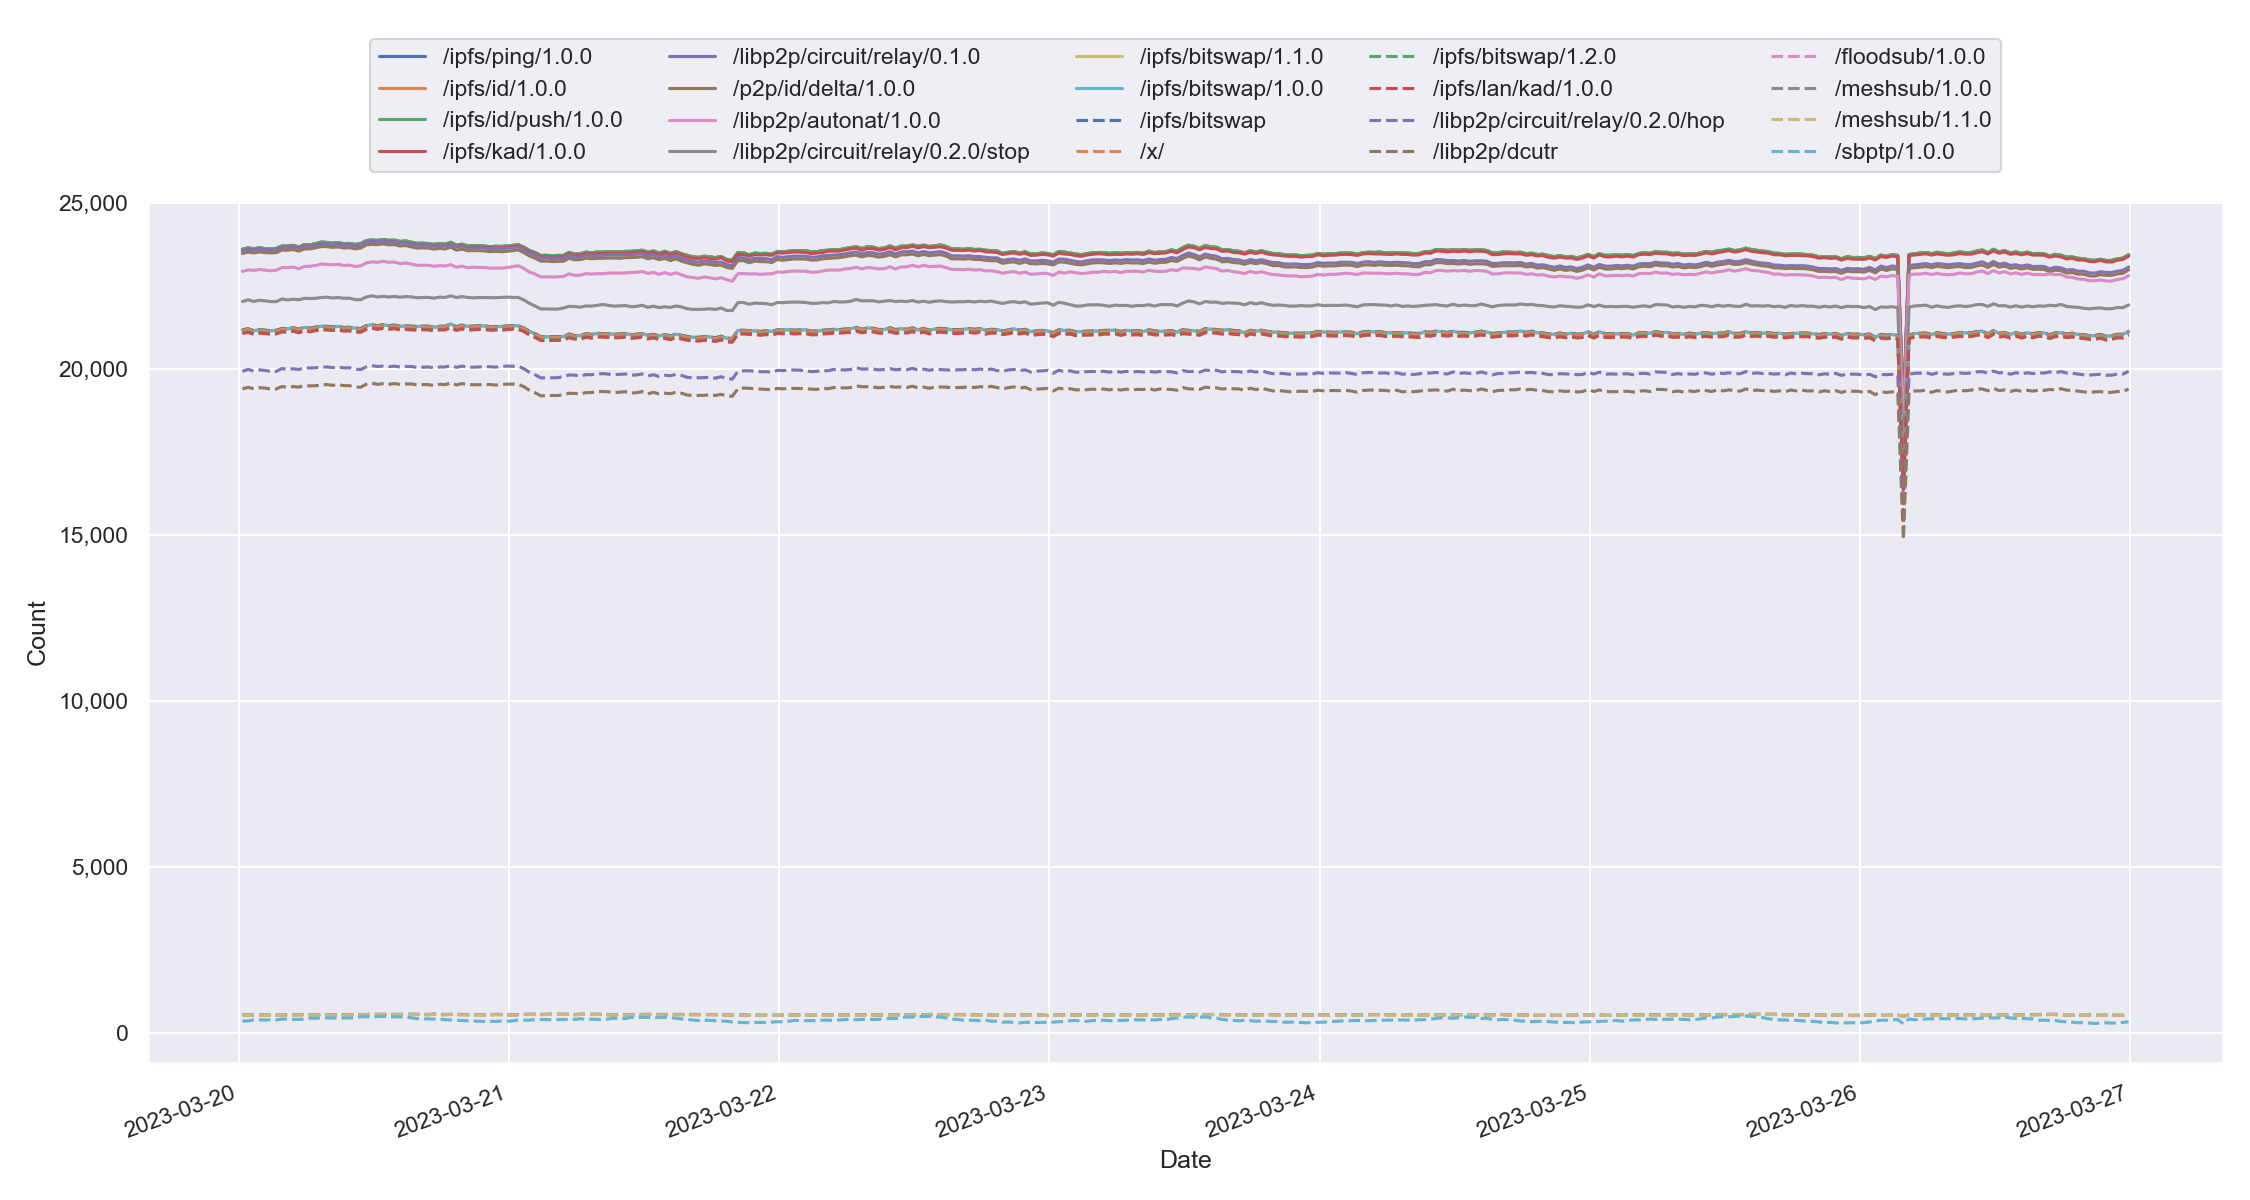 /ipfs/ping/1.0.0
/ipfs/id/1.0.0
/ipfs/id/push/1.0.0
/ipfs/kad/1.0.0
/libp2p/circuit/relay/0.1.0
/p2p/id/delta/1.0.0
/libp2p/autonat/1.0.0
/libp2p/circuit/relay/0.2.0/stop
/ipfs/bitswap/1.1.0
/ipfs/bitswap/1.0.0
/ipfs/bitswap
/x/
/ipfs/bitswap/1.2.0
/ipfs/lan/kad/1.0.0
/libp2p/circuit/relay/0.2.0/hop
/libp2p/dcutr
/floodsub/1.0.0
/meshsub/1.0.0
/meshsub/1.1.0
/sbptp/1.0.0
25,000
20,000
15,000
10,000
5,000
0
Count
2023-03-20
2023-03-21
2023-03-22
2023-03-23
2023-03-24
2023-03-25
2023-03-26
2023-03-27
Date